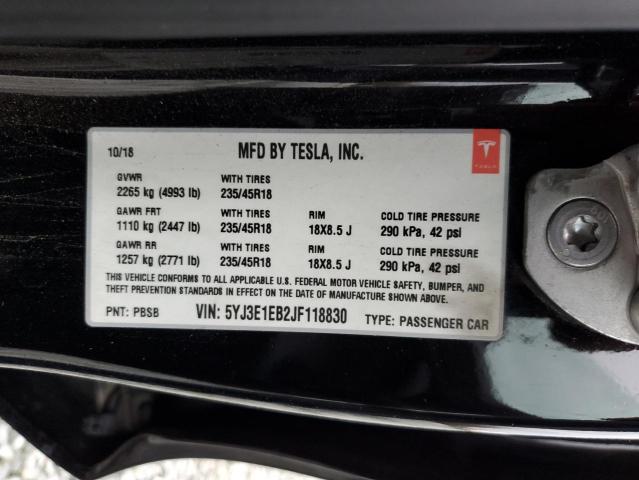 10/18 MFD BY TESLA, INC.
TESLA
GVWR WITH TIRES
2265 kg (4993 lb) 235/45R18
GAWR FRT WITH TIRES RIM COLD TIRE PRESSURE
1110 kg (2447 lb) 235/45R18 18X8.5 J 290 kPa, 42 psi
GAWR RR WITH TIRES RIM COLD TIRE PRESSURE
1257 kg (2771 lb) 235/45R18 18X8.5 J 290 kPa, 42 psi
THIS VEHICLE CONFORMS TO ALL APPLICABLE U.S. FEDERAL MOTOR VEHICLE SAFETY, BUMPER, AND
THEFT PREVENTION STANDARDS IN EFFECT ON THE DATE OF MANUFACTURE SHOWN ABOVE.
PNT: PBSB VIN: 5YJ3E1EB2JF118830 TYPE: PASSENGER CAR